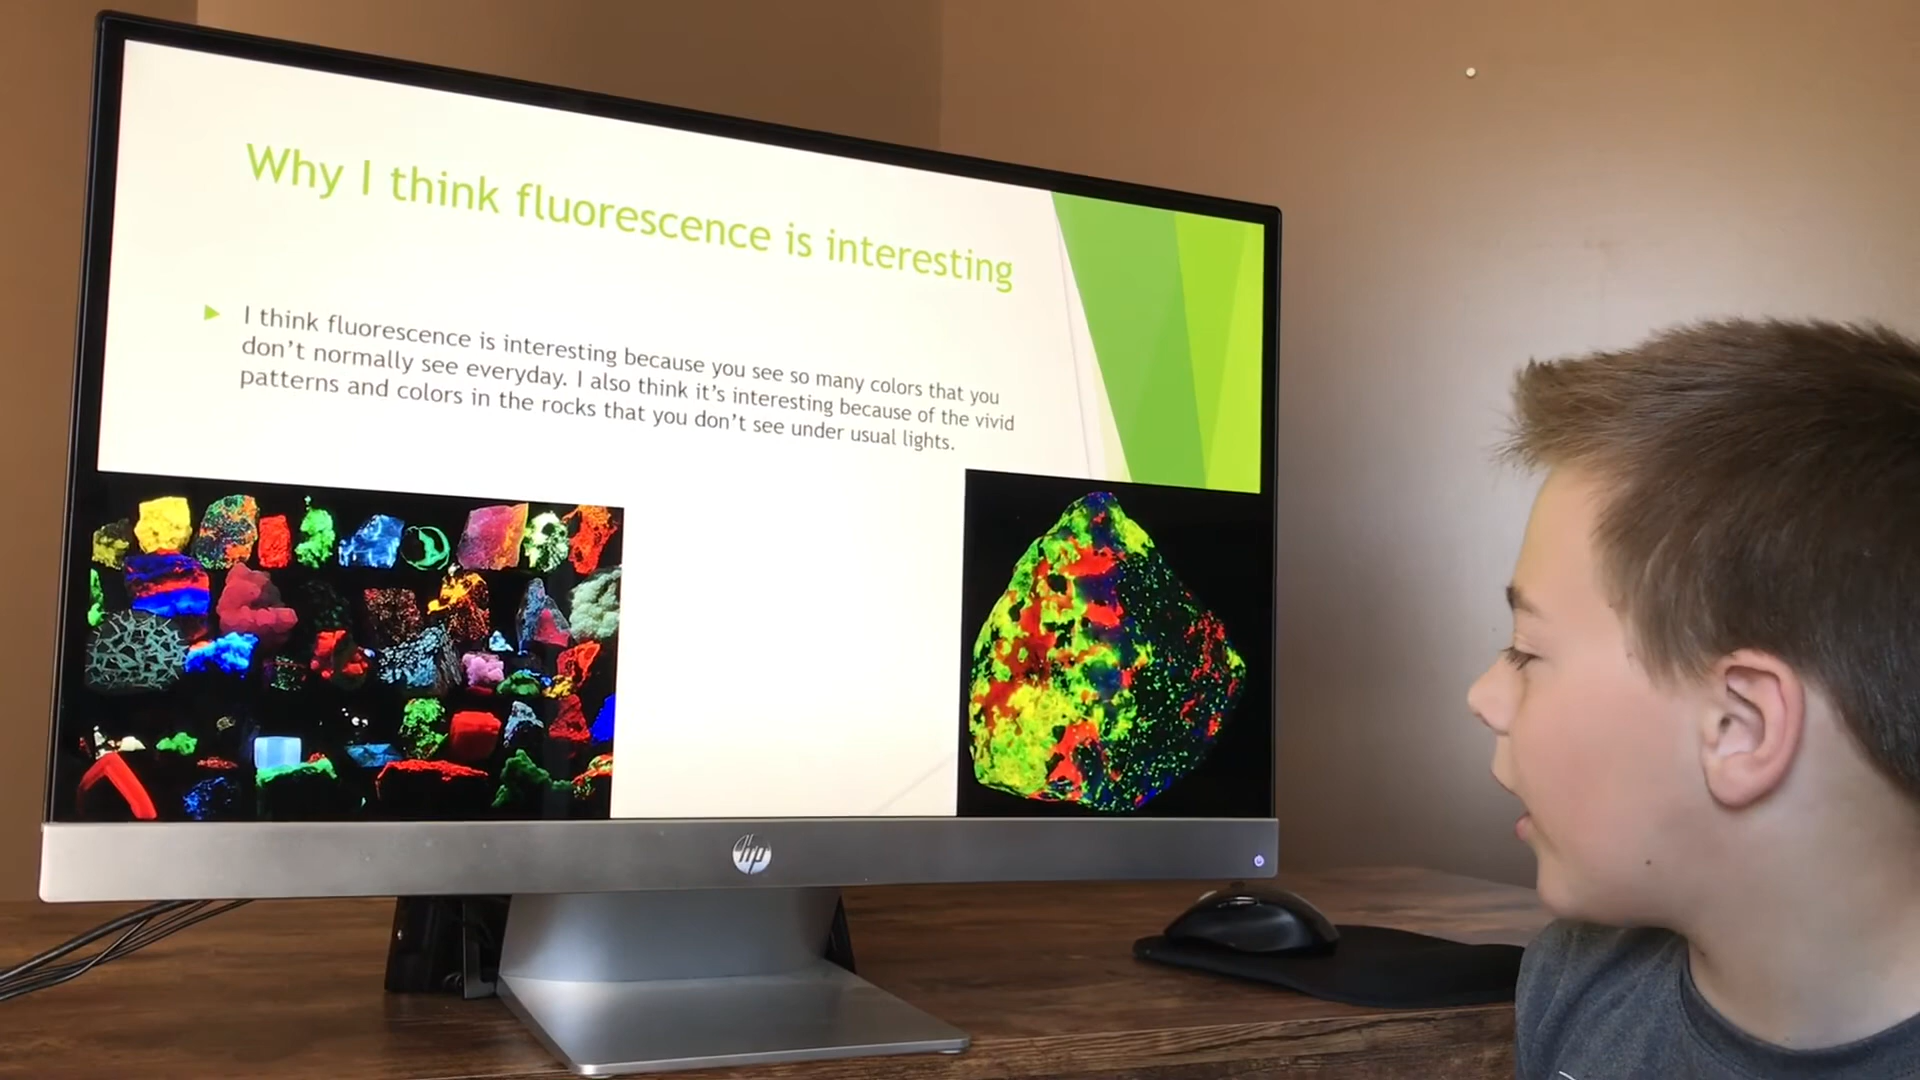 Why I think fluorescence is interesting
I think fluorescence is interesting because you see so many colors that you
don't normally see everyday. I also think it's interesting because of the vivid
patterns and colors in the rocks that you don't see under usual lights.
hp